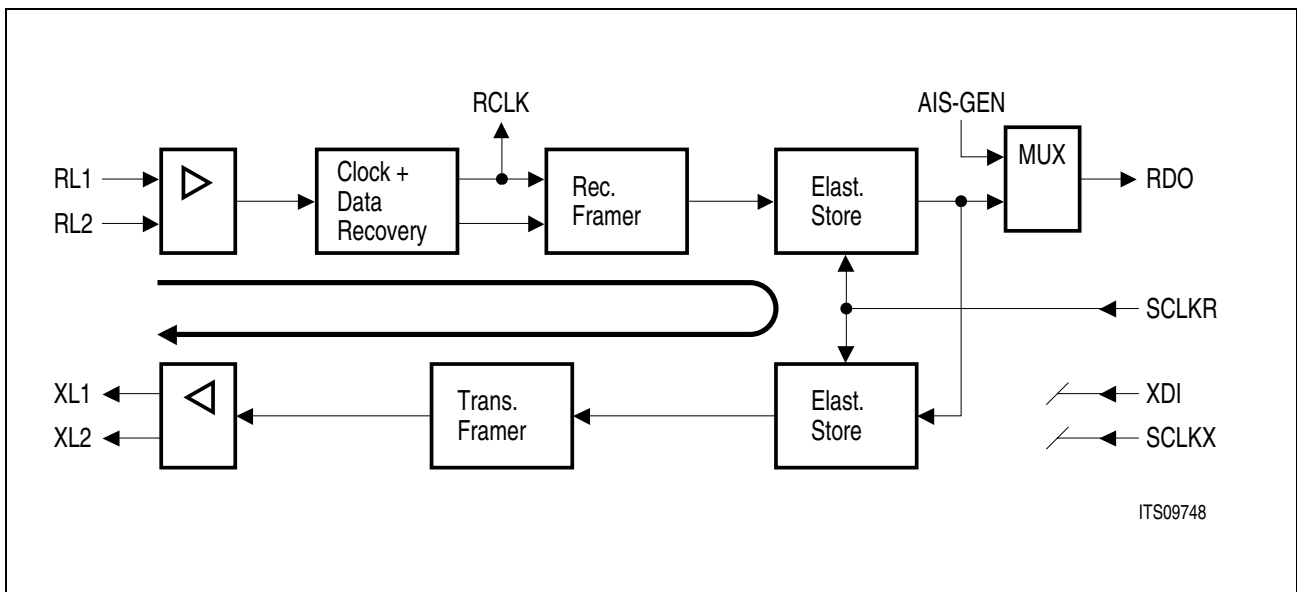 RCLK
AIS-GEN
RL1
RL2
Clock +
Data
Recovery
Rec.
Framer
Elast.
Store
MUX
RDO
SCLKR
XL1
XL2
Trans.
Framer
Elast.
Store
XDI
SCLKX
ITS09748